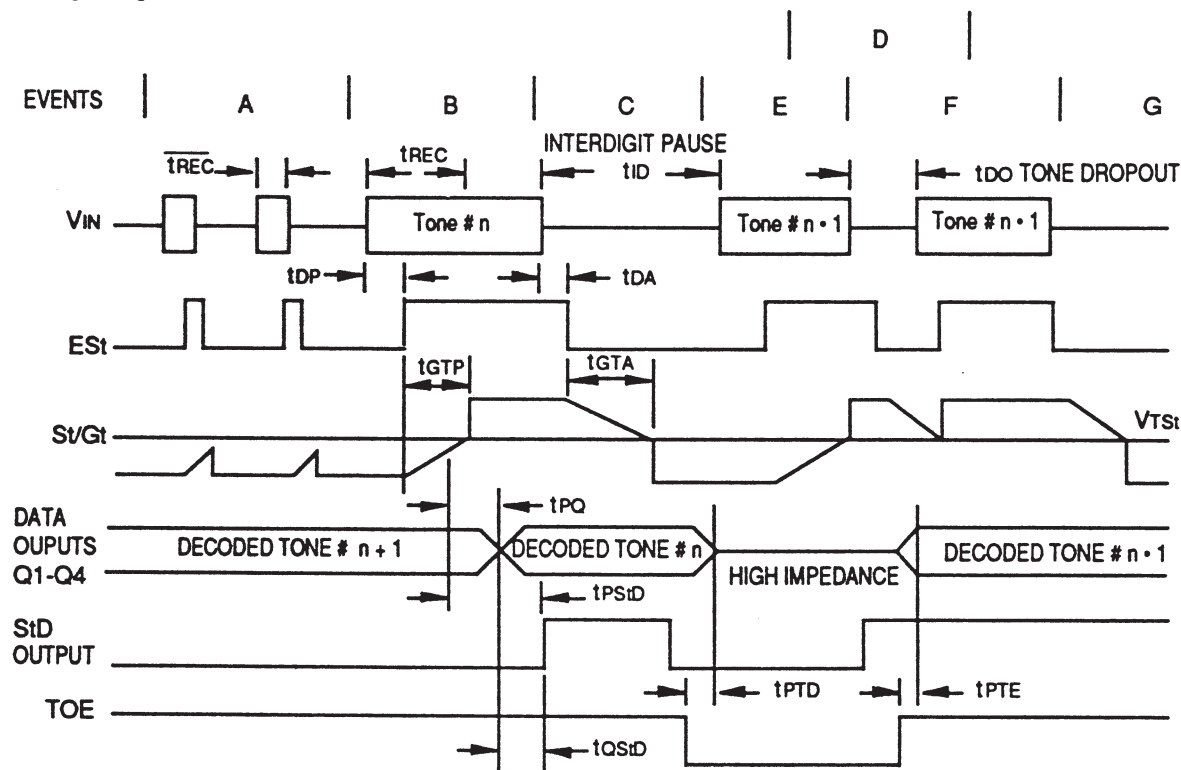 D
EVENTS A B C E F G
INTERDIGIT PAUSE
tREC tREC tID tDO TONE DROPOUT
VIN Tone # n Tone # n • 1 Tone # n • 1
tDP tDA
ESt
tGTP tGTA
St/Gt VTSt
tPQ
DATA
OUPUTS DECODED TONE # n + 1 DECODED TONE # n DECODED TONE # n • 1
Q1-Q4 HIGH IMPEDANCE
tPStD
StD
OUTPUT
tPTD tPTE
TOE
tQStD